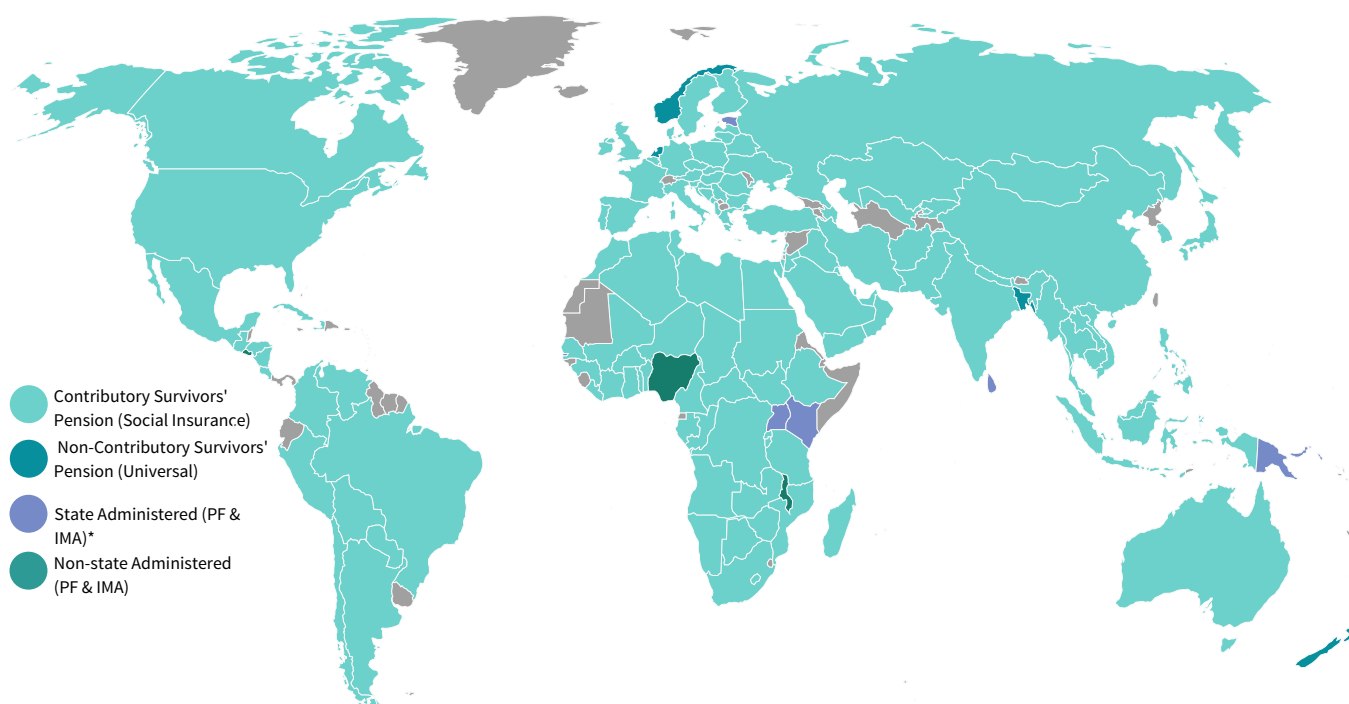 Contributory Survivors'
Pension (Social Insurance)
Non-Contributory Survivors'
Pension (Universal)
State Administered (PF &
IMA)*
Non-state Administered
(PF & IMA)